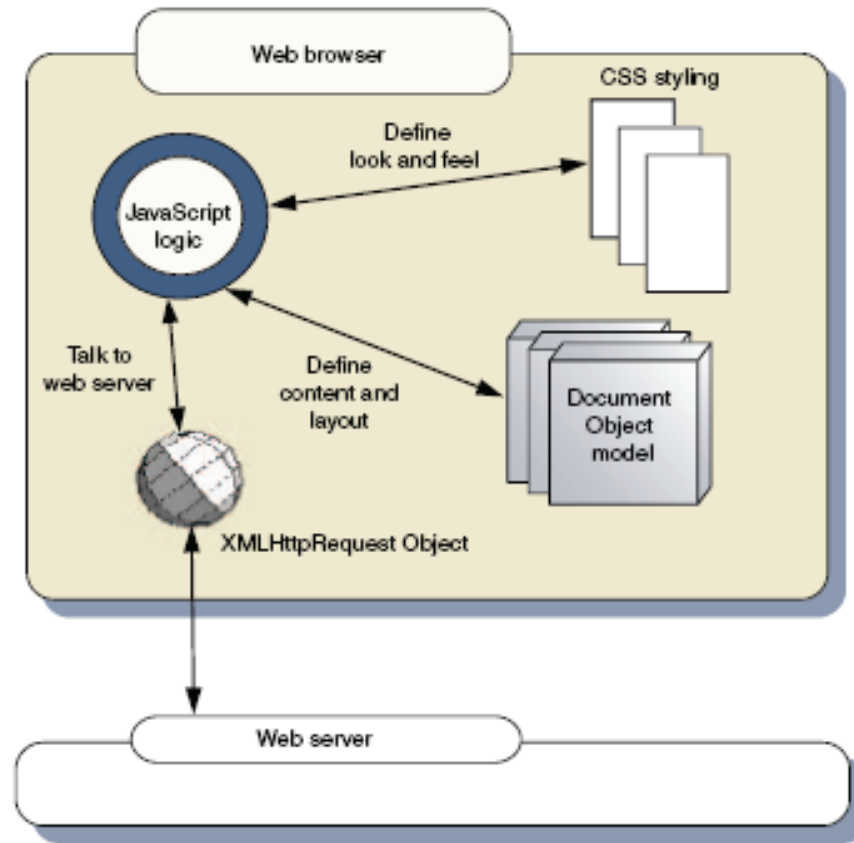 Web browser
CSS styling
Define
look and feel
JavaScript
logic
Talk to
web server
Define
content and
layout
Document
Object
model
XMLHttpRequest Object
Web server